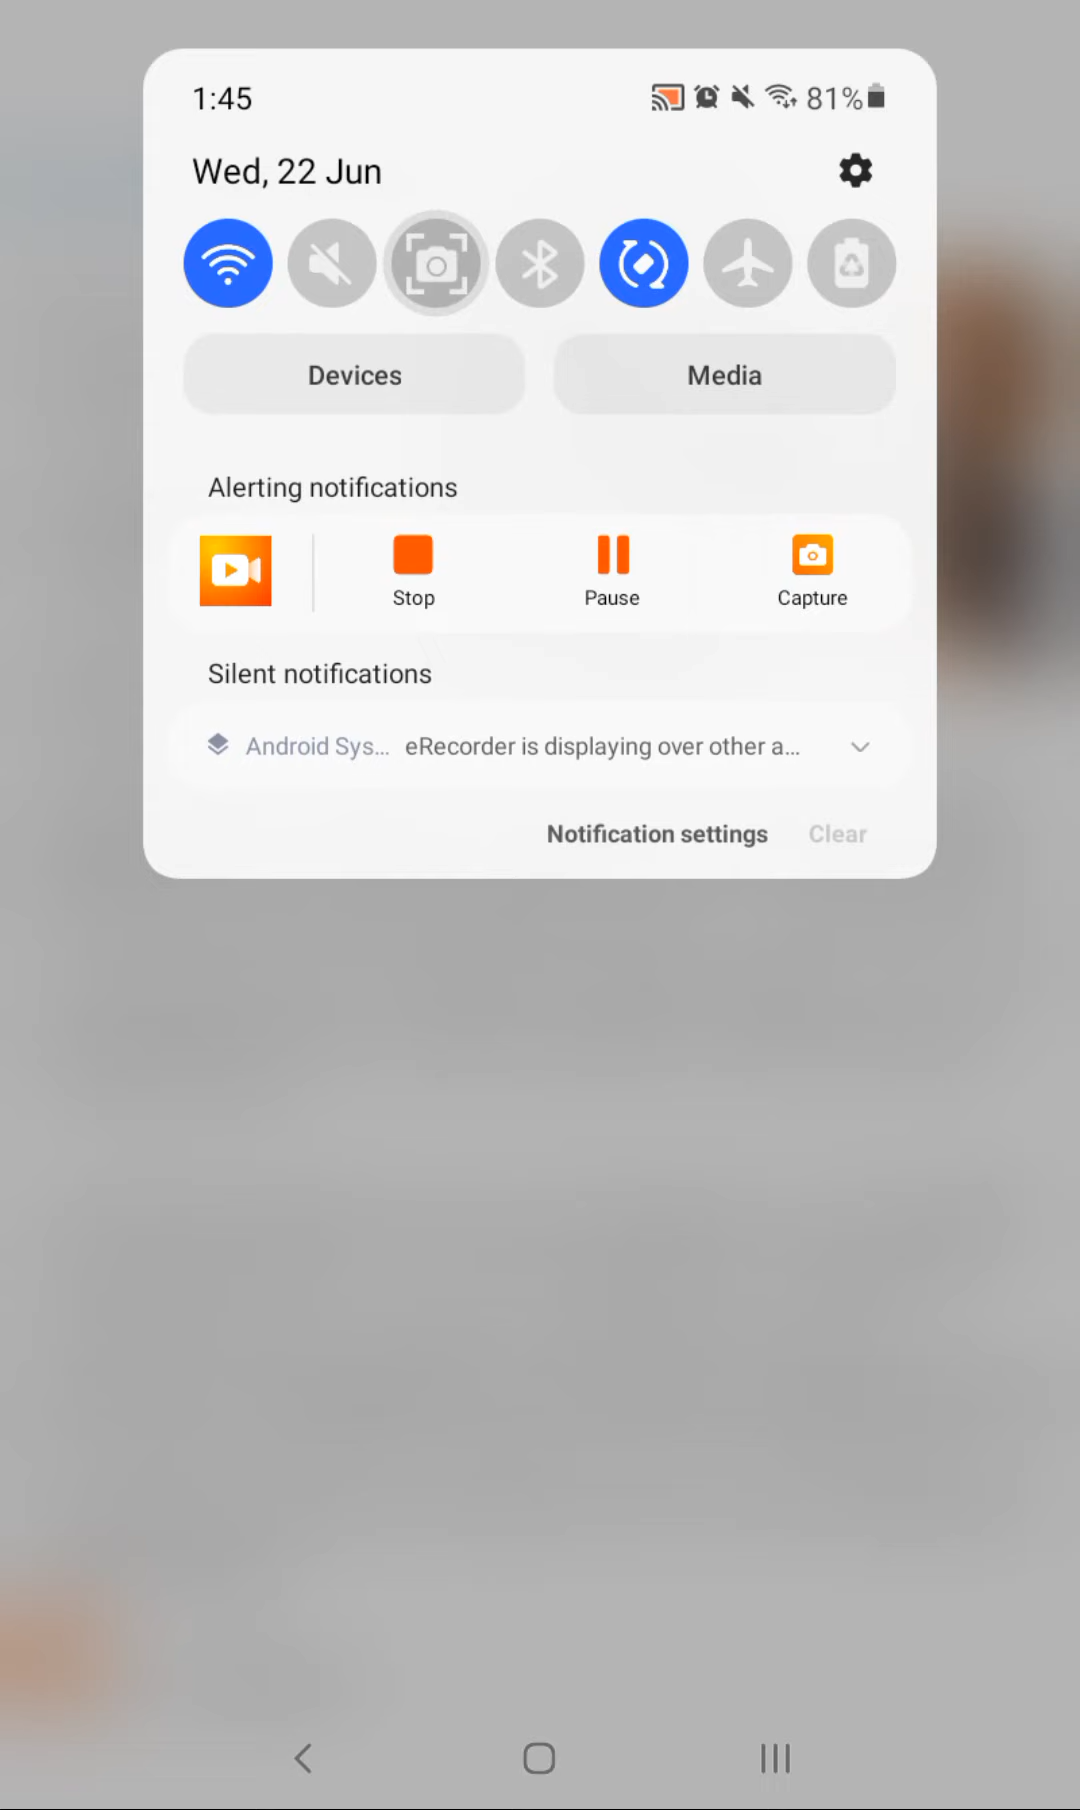 1:45
81%
Wed, 22 Jun
Devices
Media
Alerting notifications
Stop
Pause
Capture
Silent notifications
Android Sys... eRecorder is displaying over other a...
Notification settings
Clear